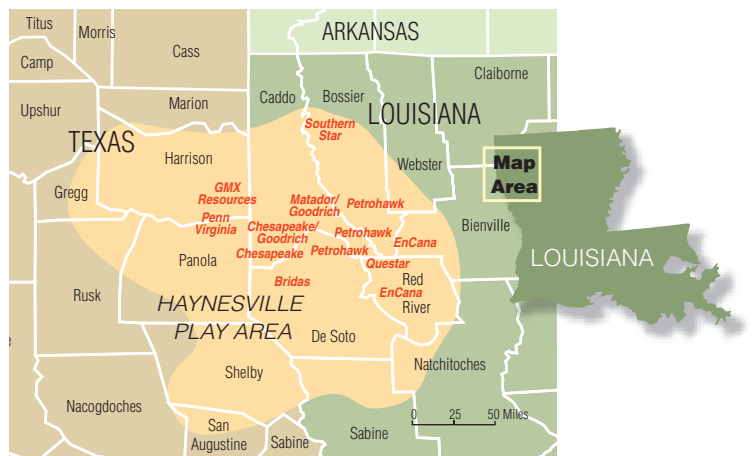 Titus
Morris
ARKANSAS
Camp
Cass
Claiborne
Upshur
Marion
Caddo
Bossier
LOUISIANA
Southern
Star
TEXAS
Harrison
Webster
Map
Area
Gregg
GMX
Resources
Matador/
Goodrich
Petrohawk
Penn
Virginia
Chesapeake/
Goodrich
Petrohawk
Bienville
EnCana
Chesapeake
Petrohawk
LOUISIANA
Panola
Questar
Bridas
Red
River
EnCana
Rusk
HAYNESVILLE
PLAY AREA
De Soto
Shelby
Natchitoches
Nacogdoches
0 25 50 Miles
San
Augustine
Sabine
Sabine